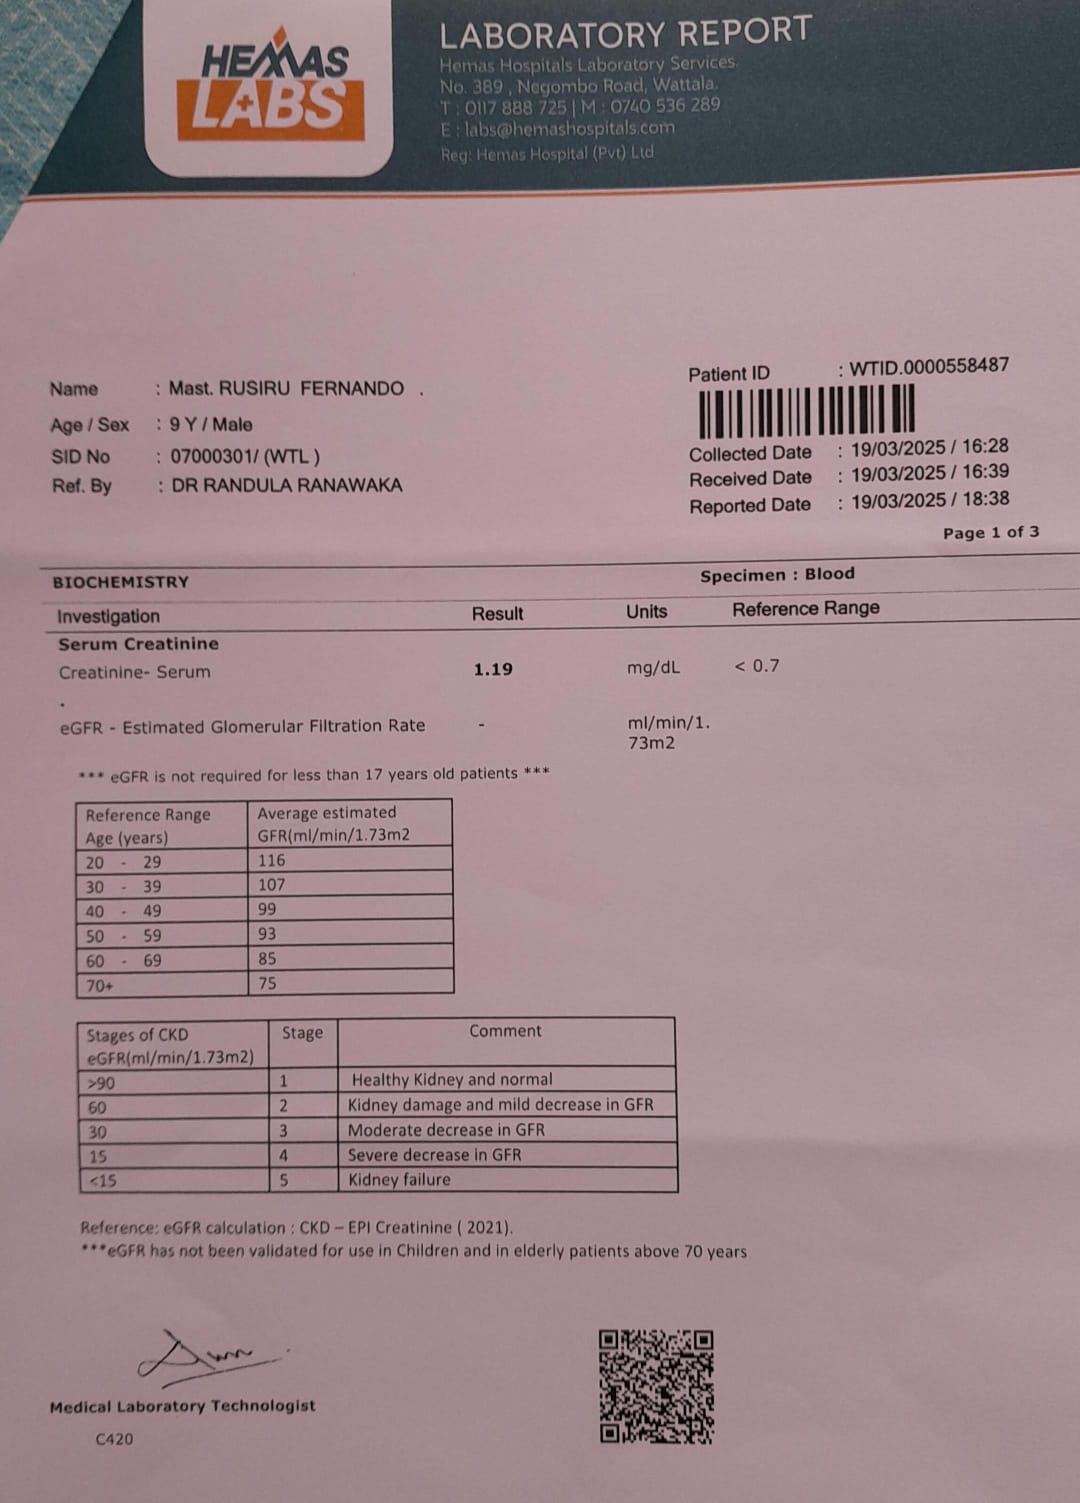 HEMAS
LABS
LABORATORY REPORT
Hemas Hospitals Laboratory Services.
No. 389 , Negombo Road, Wattala.
T : 0117 888 725 | M : 0740 536 289
E : labs@hemashospitals.com
Reg: Hemas Hospital (Pvt) Ltd
Name : Mast. RUSIRU FERNANDO .
Age / Sex : 9 Y / Male
SID No : 07000301/ (WTL )
Ref. By : DR RANDULA RANAWAKA
Patient ID : WTID.0000558487
Collected Date : 19/03/2025 / 16:28
Received Date : 19/03/2025 / 16:39
Reported Date : 19/03/2025 / 18:38
Page 1 of 3
BIOCHEMISTRY Specimen : Blood
Investigation Result Units Reference Range
Serum Creatinine
Creatinine- Serum 1.19 mg/dL < 0.7
.
eGFR - Estimated Glomerular Filtration Rate - ml/min/1.
73m2
*** eGFR is not required for less than 17 years old patients ***
Reference Range Average estimated
Age (years) GFR(ml/min/1.73m2
20 - 29 116
30 - 39 107
40 - 49 99
50 - 59 93
60 - 69 85
70+ 75
Stages of CKD Stage Comment
eGFR(ml/min/1.73m2)
>90 1 Healthy Kidney and normal
60 2 Kidney damage and mild decrease in GFR
30 3 Moderate decrease in GFR
15 4 Severe decrease in GFR
<15 5 Kidney failure
Reference: eGFR calculation : CKD – EPI Creatinine ( 2021).
***eGFR has not been validated for use in Children and in elderly patients above 70 years
Medical Laboratory Technologist
C420